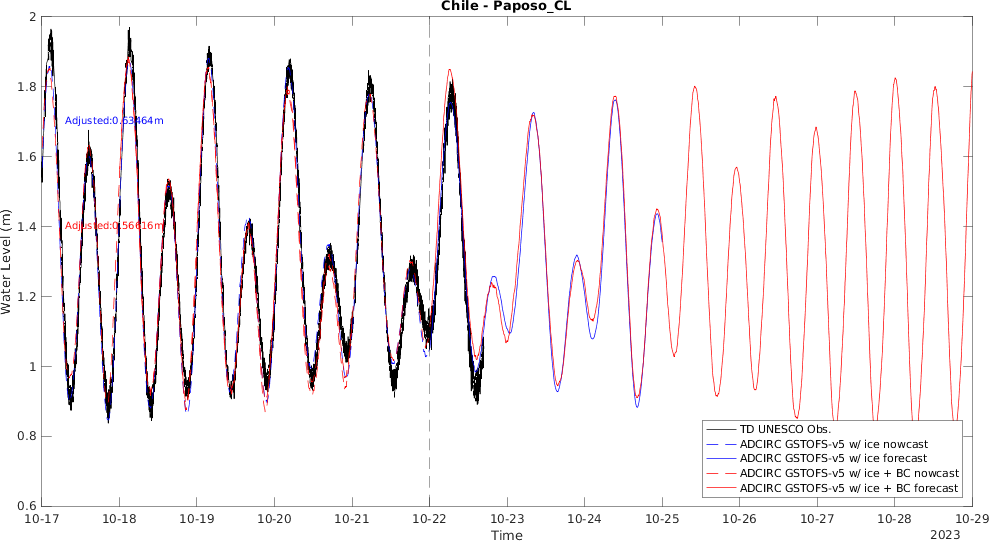 Chile - Paposo_CL
2
1.8
1.6
1.4
1.2
1
0.8
0.6
Water Level (m)
Adjusted:0.63464m
Adjusted:0.56616m
TD UNESCO Obs.
ADCIRC GSTOFS-v5 w/ ice nowcast
ADCIRC GSTOFS-v5 w/ ice forecast
ADCIRC GSTOFS-v5 w/ ice + BC nowcast
ADCIRC GSTOFS-v5 w/ ice + BC forecast
10-17 10-18 10-19 10-20 10-21 10-22 10-23 10-24 10-25 10-26 10-27 10-28 10-29
Time
2023